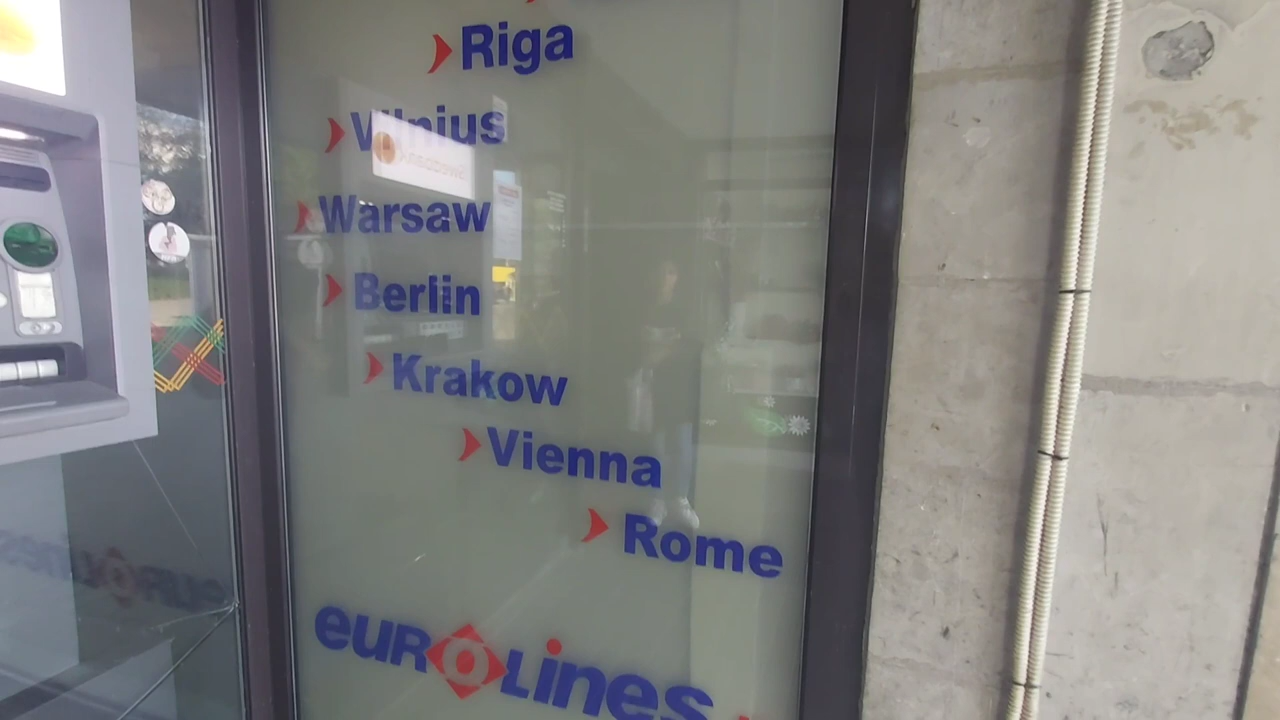 Riga
Vilnius
Warsaw
Berlin
Krakow
Vienna
Rome
euROLines